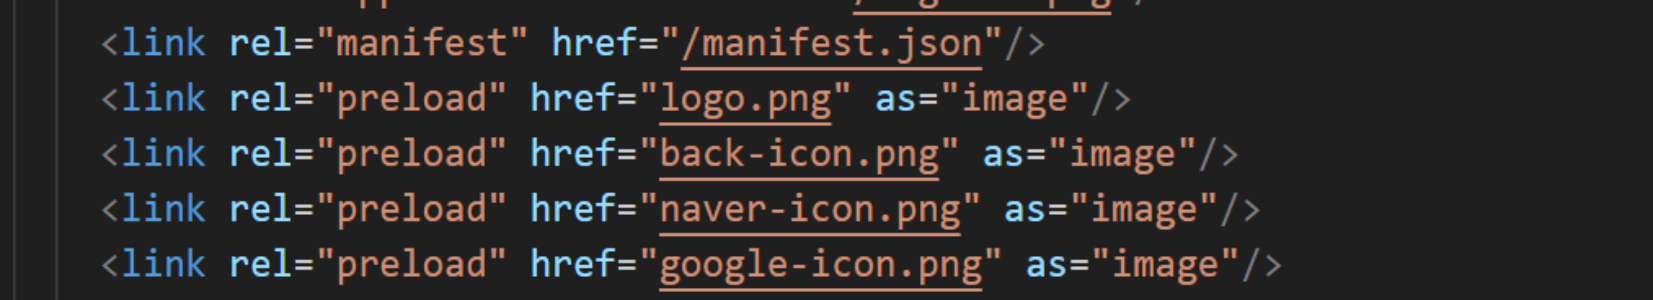 <link rel="manifest" href="/manifest.json"/>
<link rel="preload" href="logo.png" as="image"/>
<link rel="preload" href="back-icon.png" as="image"/>
<link rel="preload" href="naver-icon.png" as="image"/>
<link rel="preload" href="google-icon.png" as="image"/>